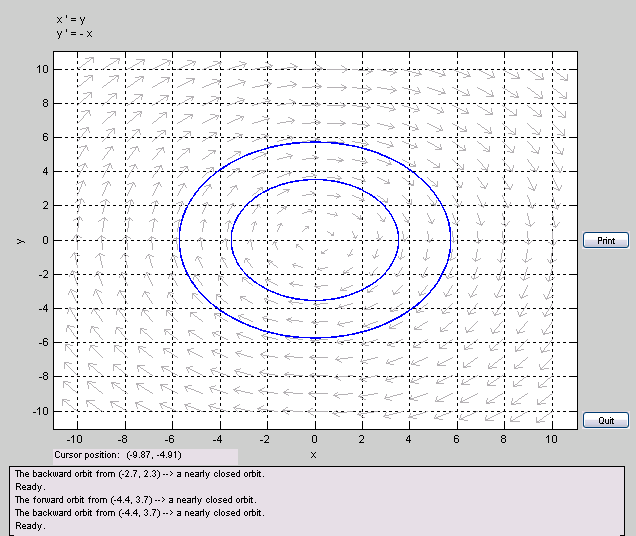 x ' = y
y ' = - x
10
8
6
4
2
0
-2
-4
-6
-8
-10
y
-10 -8 -6 -4 -2 0 2 4 6 8 10
x
Print
Quit
Cursor position: (-9.87, -4.91)
The backward orbit from (-2.7, 2.3) --> a nearly closed orbit.
Ready.
The forward orbit from (-4.4, 3.7) --> a nearly closed orbit.
The backward orbit from (-4.4, 3.7) --> a nearly closed orbit.
Ready.